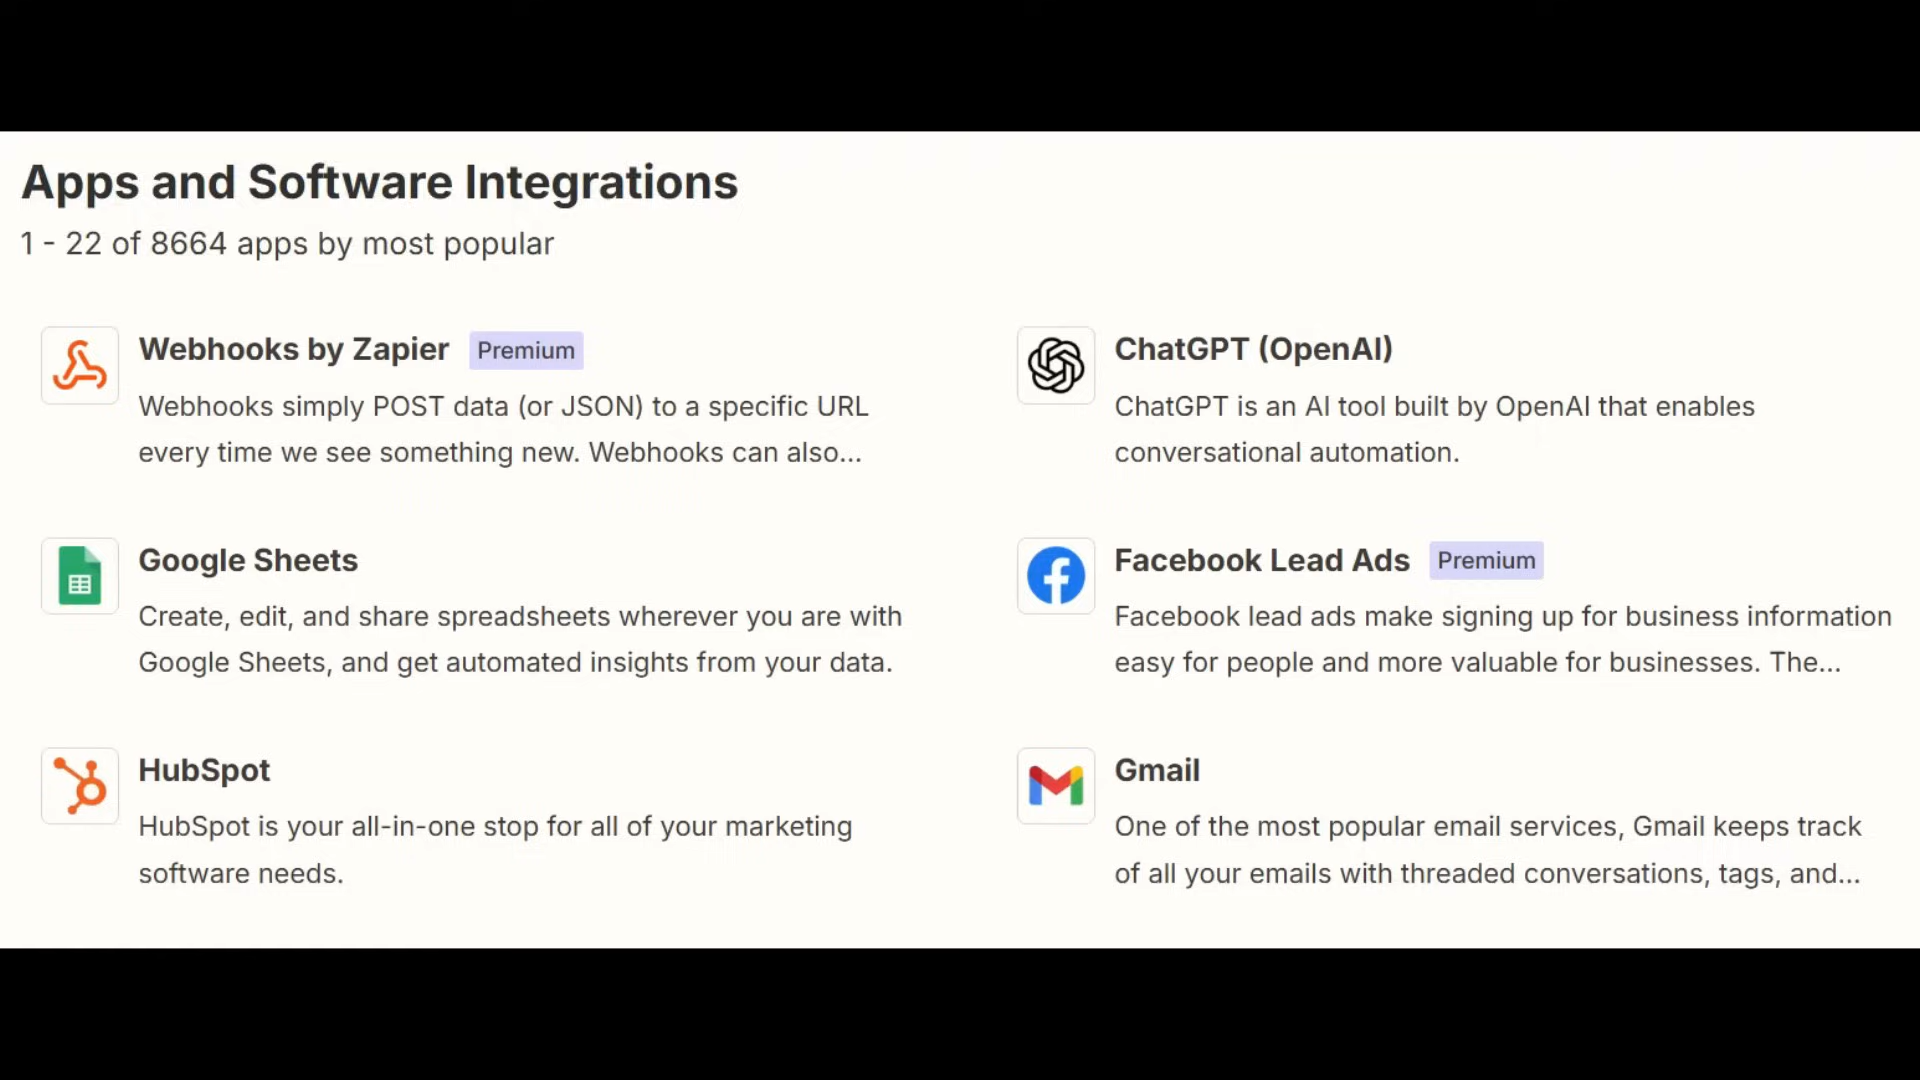 Apps and Software Integrations
1 - 22 of 8664 apps by most popular
Webhooks by Zapier Premium
Webhooks simply POST data (or JSON) to a specific URL
every time we see something new. Webhooks can also...
ChatGPT (OpenAI)
ChatGPT is an AI tool built by OpenAI that enables
conversational automation.
Google Sheets
Create, edit, and share spreadsheets wherever you are with
Google Sheets, and get automated insights from your data.
Facebook Lead Ads Premium
Facebook lead ads make signing up for business information
easy for people and more valuable for businesses. The...
HubSpot
HubSpot is your all-in-one stop for all of your marketing
software needs.
Gmail
One of the most popular email services, Gmail keeps track
of all your emails with threaded conversations, tags, and...